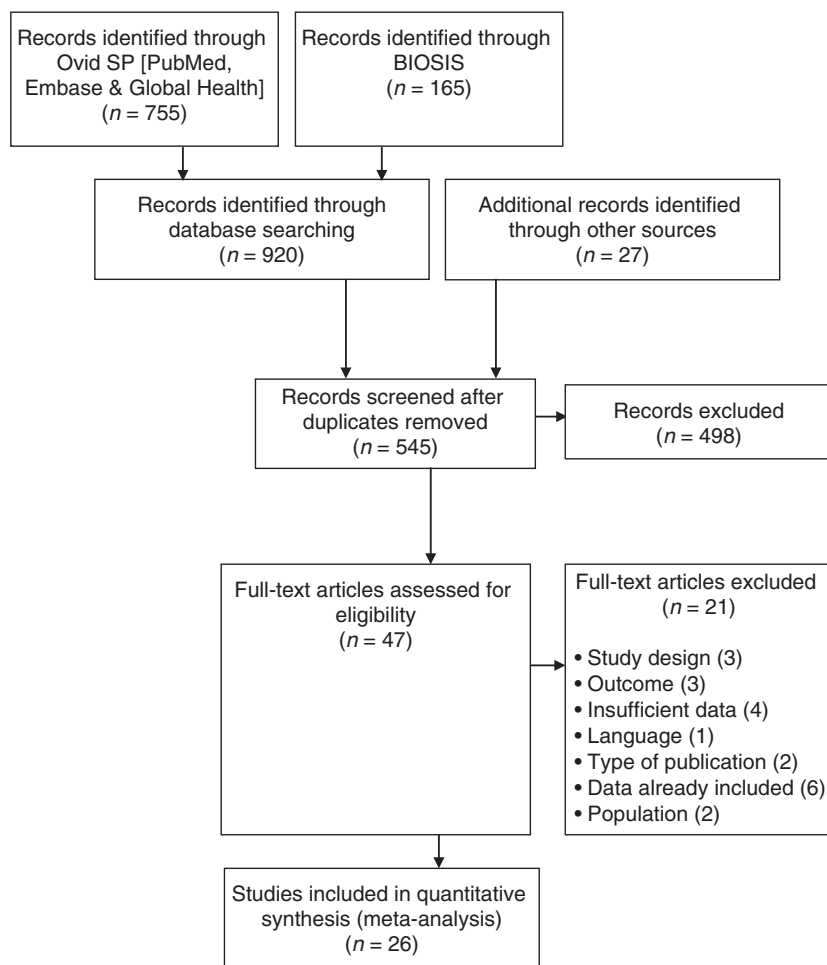 Records identified through
Ovid SP [PubMed,
Embase & Global Health]
(n = 755)
Records identified through
BIOSIS
(n = 165)
Records identified through
database searching
(n = 920)
Additional records identified
through other sources
(n = 27)
Records screened after
duplicates removed
(n = 545)
Records excluded
(n = 498)
Full-text articles assessed for
eligibility
(n = 47)
Full-text articles excluded
(n = 21)
• Study design (3)
• Outcome (3)
• Insufficient data (4)
• Language (1)
• Type of publication (2)
• Data already included (6)
• Population (2)
Studies included in quantitative
synthesis (meta-analysis)
(n = 26)